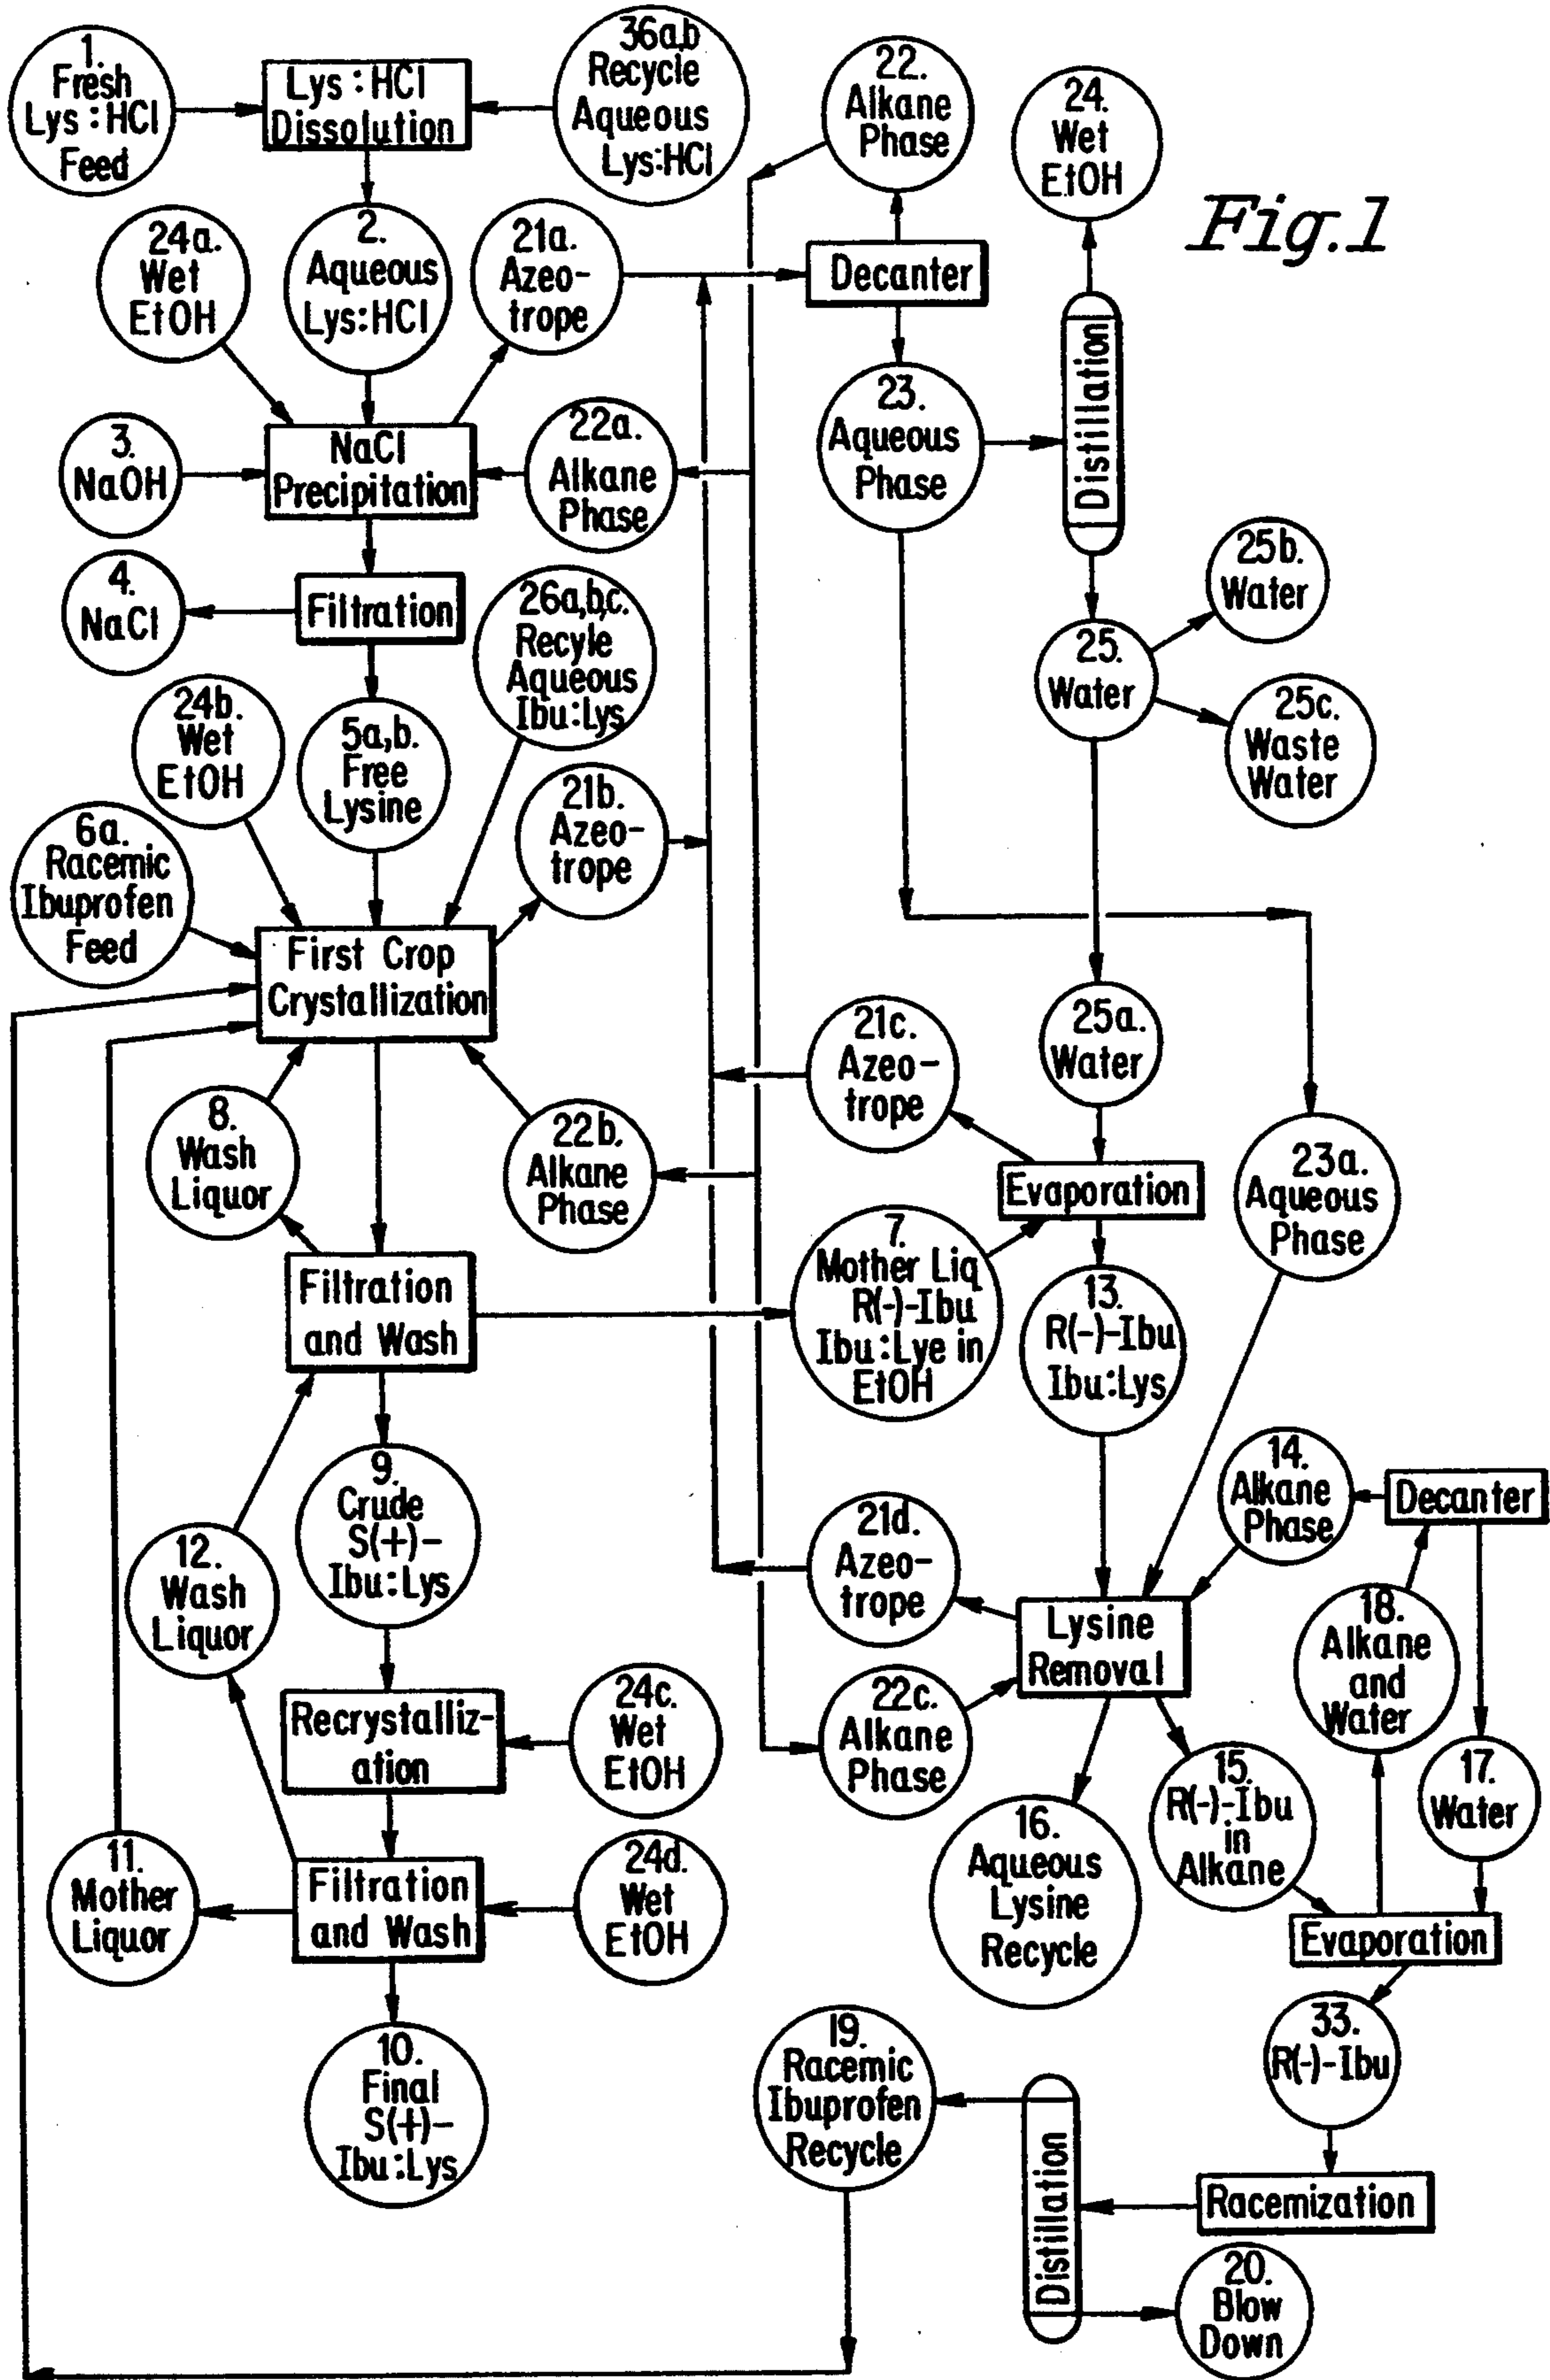 1.
Fresh
Lys:HCl
Feed
Lys:HCl
Dissolution
36a,b
Recycle
Aqueous
Lys:HCl
22.
Alkane
Phase
24.
Wet
EtOH
Fig.1
24a.
Wet
EtOH
2.
Aqueous
Lys:HCl
21a.
Azeo-
trope
Decanter
Distillation
3.
NaOH
NaCl
Precipitation
22a.
Alkane
Phase
23.
Aqueous
Phase
4.
NaCl
Filtration
26a,b,c.
Recyle
Aqueous
Ibu:Lys
25b.
Water
25.
Water
25c.
Waste
Water
24b.
Wet
EtOH
5a,b.
Free
Lysine
21b.
Azeo-
trope
6a.
Racemic
Ibuprofen
Feed
First Crop
Crystallization
21c.
Azeo-
trope
25a.
Water
8.
Wash
Liquor
22b.
Alkane
Phase
Evaporation
23a.
Aqueous
Phase
Filtration
and Wash
7.
Mother Liq
R(-)-Ibu
Ibu:Lye in
EtOH
13.
R(-)-Ibu
Ibu:Lys
9.
Crude
S(+)-
Ibu:Lys
12.
Wash
Liquor
21d.
Azeo-
trope
14.
Alkane
Phase
Decanter
Lysine
Removal
18.
Alkane
and
Water
Recrystalliz-
ation
24c.
Wet
EtOH
22c.
Alkane
Phase
15.
R(-)-Ibu
in
Alkane
17.
Water
11.
Mother
Liquor
Filtration
and Wash
24d.
Wet
EtOH
16.
Aqueous
Lysine
Recycle
Evaporation
10.
Final
S(+)-
Ibu:Lys
19.
Racemic
Ibuprofen
Recycle
33.
R(-)-Ibu
Distillation
Racemization
20.
Blow
Down